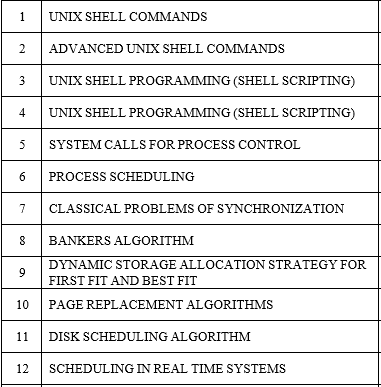 1 UNIX SHELL COMMANDS
2 ADVANCED UNIX SHELL COMMANDS
3 UNIX SHELL PROGRAMMING (SHELL SCRIPTING)
4 UNIX SHELL PROGRAMMING (SHELL SCRIPTING)
5 SYSTEM CALLS FOR PROCESS CONTROL
6 PROCESS SCHEDULING
7 CLASSICAL PROBLEMS OF SYNCHRONIZATION
8 BANKERS ALGORITHM
9 DYNAMIC STORAGE ALLOCATION STRATEGY FOR
FIRST FIT AND BEST FIT
10 PAGE REPLACEMENT ALGORITHMS
11 DISK SCHEDULING ALGORITHM
12 SCHEDULING IN REAL TIME SYSTEMS